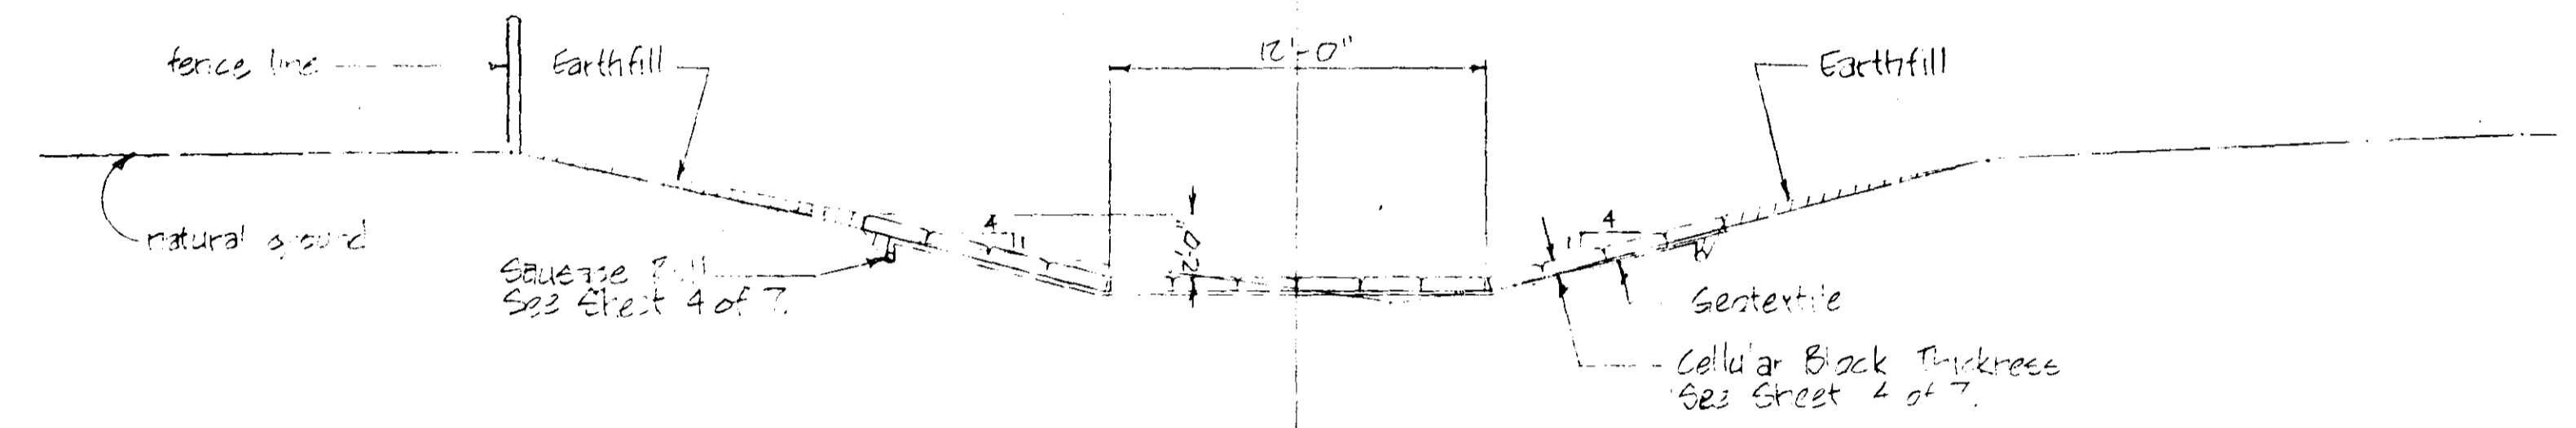 12'-0"
fence line
Earthfill
Earthfill
natural ground
4
1
2'-0"
4
1
Sausage
See Sheet 4 of 7.
Geotextile
Cellular Block Thickness
See Sheet 4 of 7.